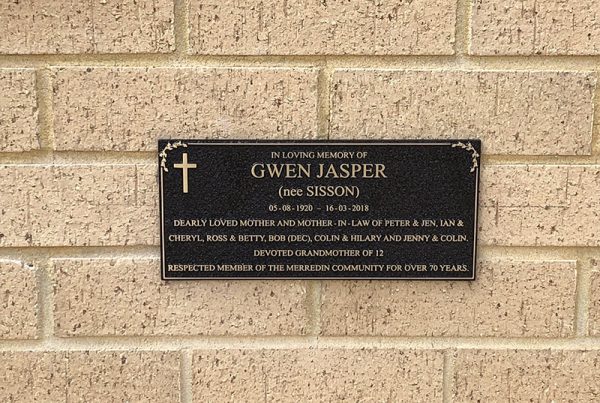 IN LOVING MEMORY OF
GWEN JASPER
(nee SISSON)
05-08-1920 – 16-03-2018
DEARLY LOVED MOTHER AND MOTHER-IN-LAW OF PETER & JEN, IAN &
CHERYL, ROSS & BETTY, BOB (DEC), COLIN & HILARY AND JENNY & COLIN.
DEVOTED GRANDMOTHER OF 12
RESPECTED MEMBER OF THE MERREDIN COMMUNITY FOR OVER 70 YEARS.